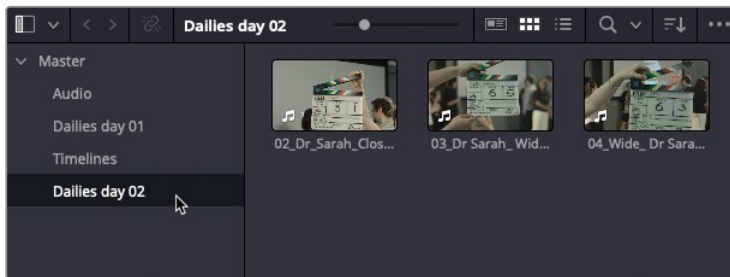 Dailies day 02
Master
Audio
Dailies day 01
Timelines
Dailies day 02
02_Dr_Sarah_Clos...
03_Dr Sarah_ Wid...
04_Wide_ Dr Sara...